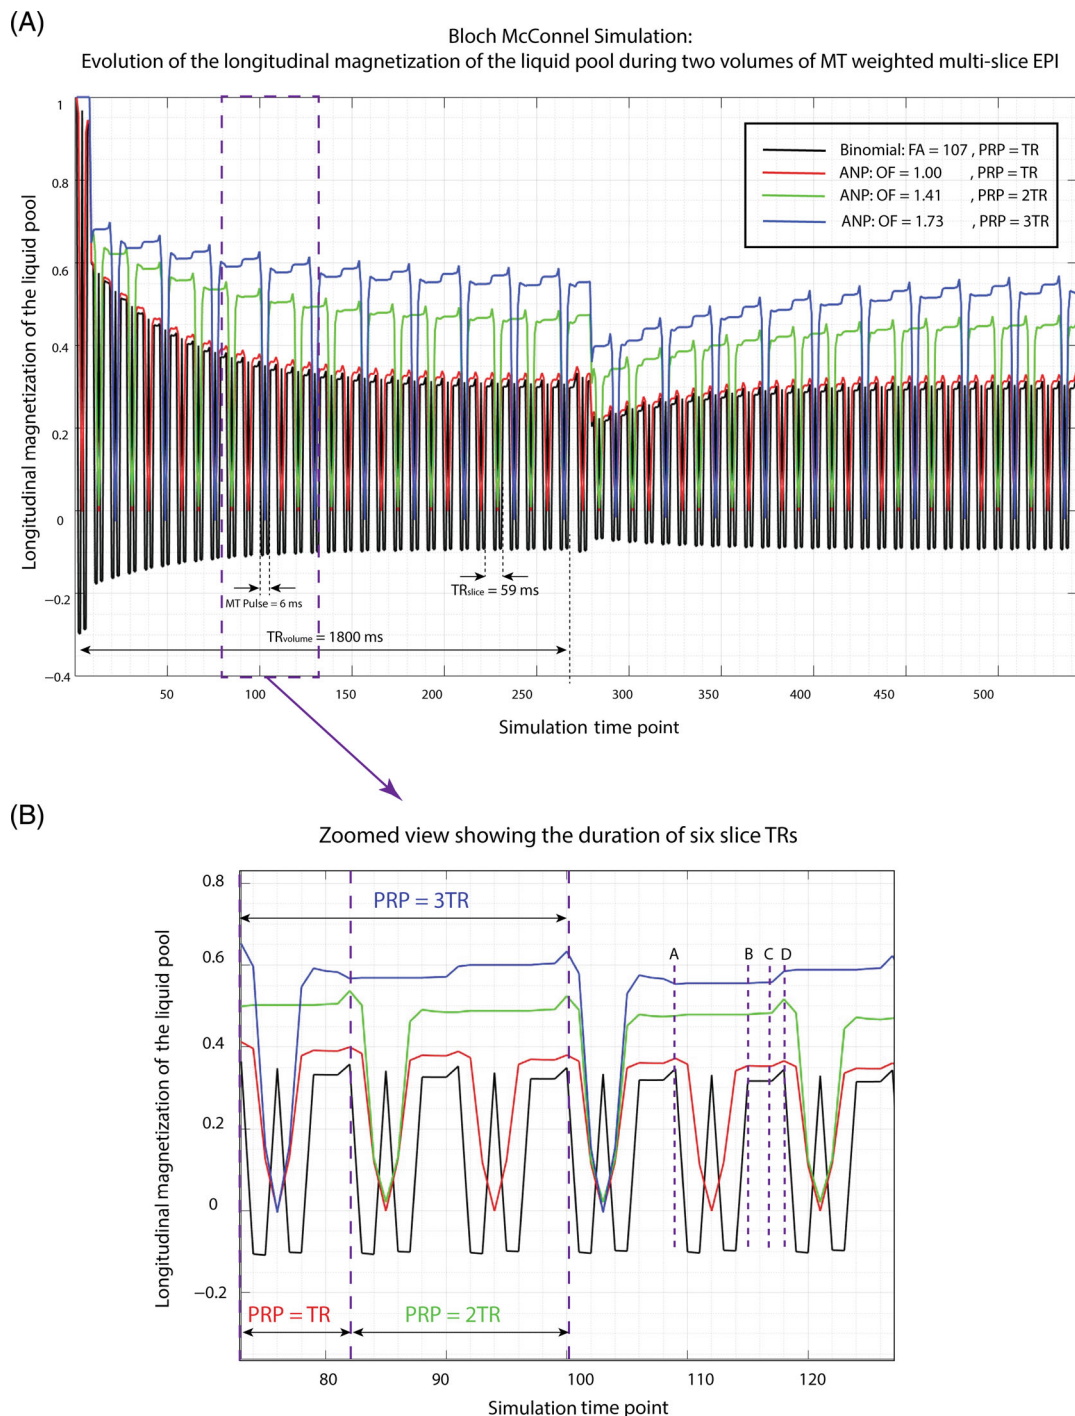 (A)
Bloch McConnel Simulation:
Evolution of the longitudinal magnetization of the liquid pool during two volumes of MT weighted multi-slice EPI
Longitudinal magnetization of the liquid pool
1
0.8
0.6
0.4
0.2
0
−0.2
−0.4
Binomial: FA = 107 , PRP = TR
ANP: OF = 1.00 , PRP = TR
ANP: OF = 1.41 , PRP = 2TR
ANP: OF = 1.73 , PRP = 3TR
MT Pulse = 6 ms
TRslice = 59 ms
TRvolume = 1800 ms
50 100 150 200 250 300 350 400 450 500
Simulation time point
(B)
Zoomed view showing the duration of six slice TRs
Longitudinal magnetization of the liquid pool
0.8
0.6
0.4
0.2
0
−0.2
PRP = 3TR
A B C D
PRP = TR PRP = 2TR
80 90 100 110 120
Simulation time point